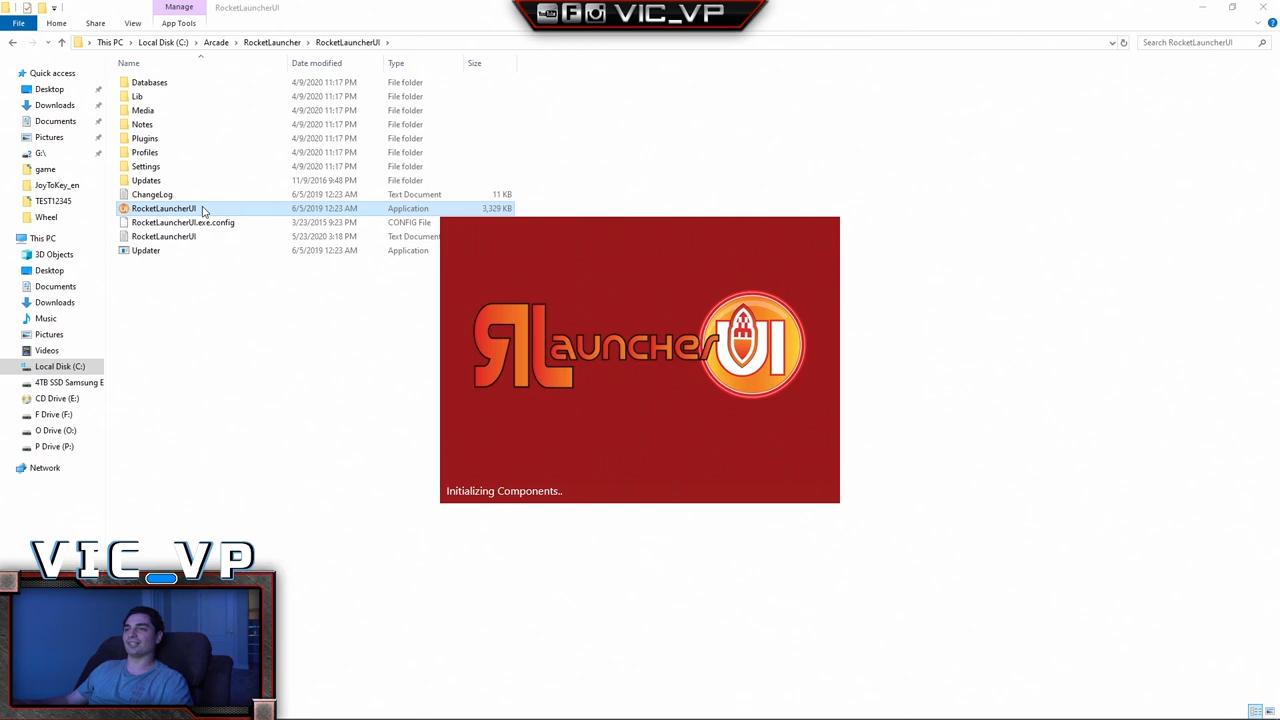 Manage
RocketLauncherUI
VIC_VP
File
Home
Share
View
App Tools
This PC
Local Disk (C:)
Arcade
RocketLauncher
RocketLauncherUI
Search RocketLauncherUI
Name
Date modified
Type
Size
Quick access
Desktop
Downloads
Documents
Pictures
G:\
game
JoyToKey_en
TEST12345
Wheel
This PC
3D Objects
Desktop
Documents
Downloads
Music
Pictures
Videos
Local Disk (C:)
4TB SSD Samsung E
CD Drive (E:)
F Drive (F:)
O Drive (O:)
P Drive (P:)
Network
Databases 4/9/2020 11:17 PM File folder
Lib 4/9/2020 11:17 PM File folder
Media 4/9/2020 11:17 PM File folder
Notes 4/9/2020 11:17 PM File folder
Plugins 4/9/2020 11:17 PM File folder
Profiles 4/9/2020 11:17 PM File folder
Settings 4/9/2020 11:17 PM File folder
Updates 11/9/2016 9:48 PM File folder
ChangeLog 6/5/2019 12:23 AM Text Document 11 KB
RocketLauncherUI 6/5/2019 12:23 AM Application 3,329 KB
RocketLauncherUI.exe.config 3/23/2015 9:23 PM CONFIG File
RocketLauncherUI 5/23/2020 3:18 PM Text Document
Updater 6/5/2019 12:23 AM Application
RLauncher UI
Initializing Components..
VIC_VP